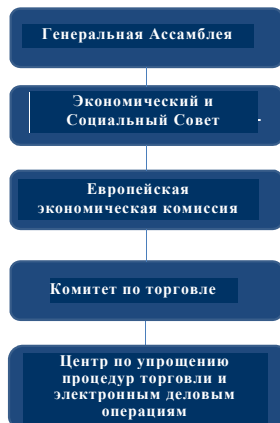 Генеральная Ассамблея
Экономический и
Социальный Совет
Европейская
экономическая комиссия
Комитет по торговле
Центр по упрощению
процедур торговли и
электронным деловым
операциям